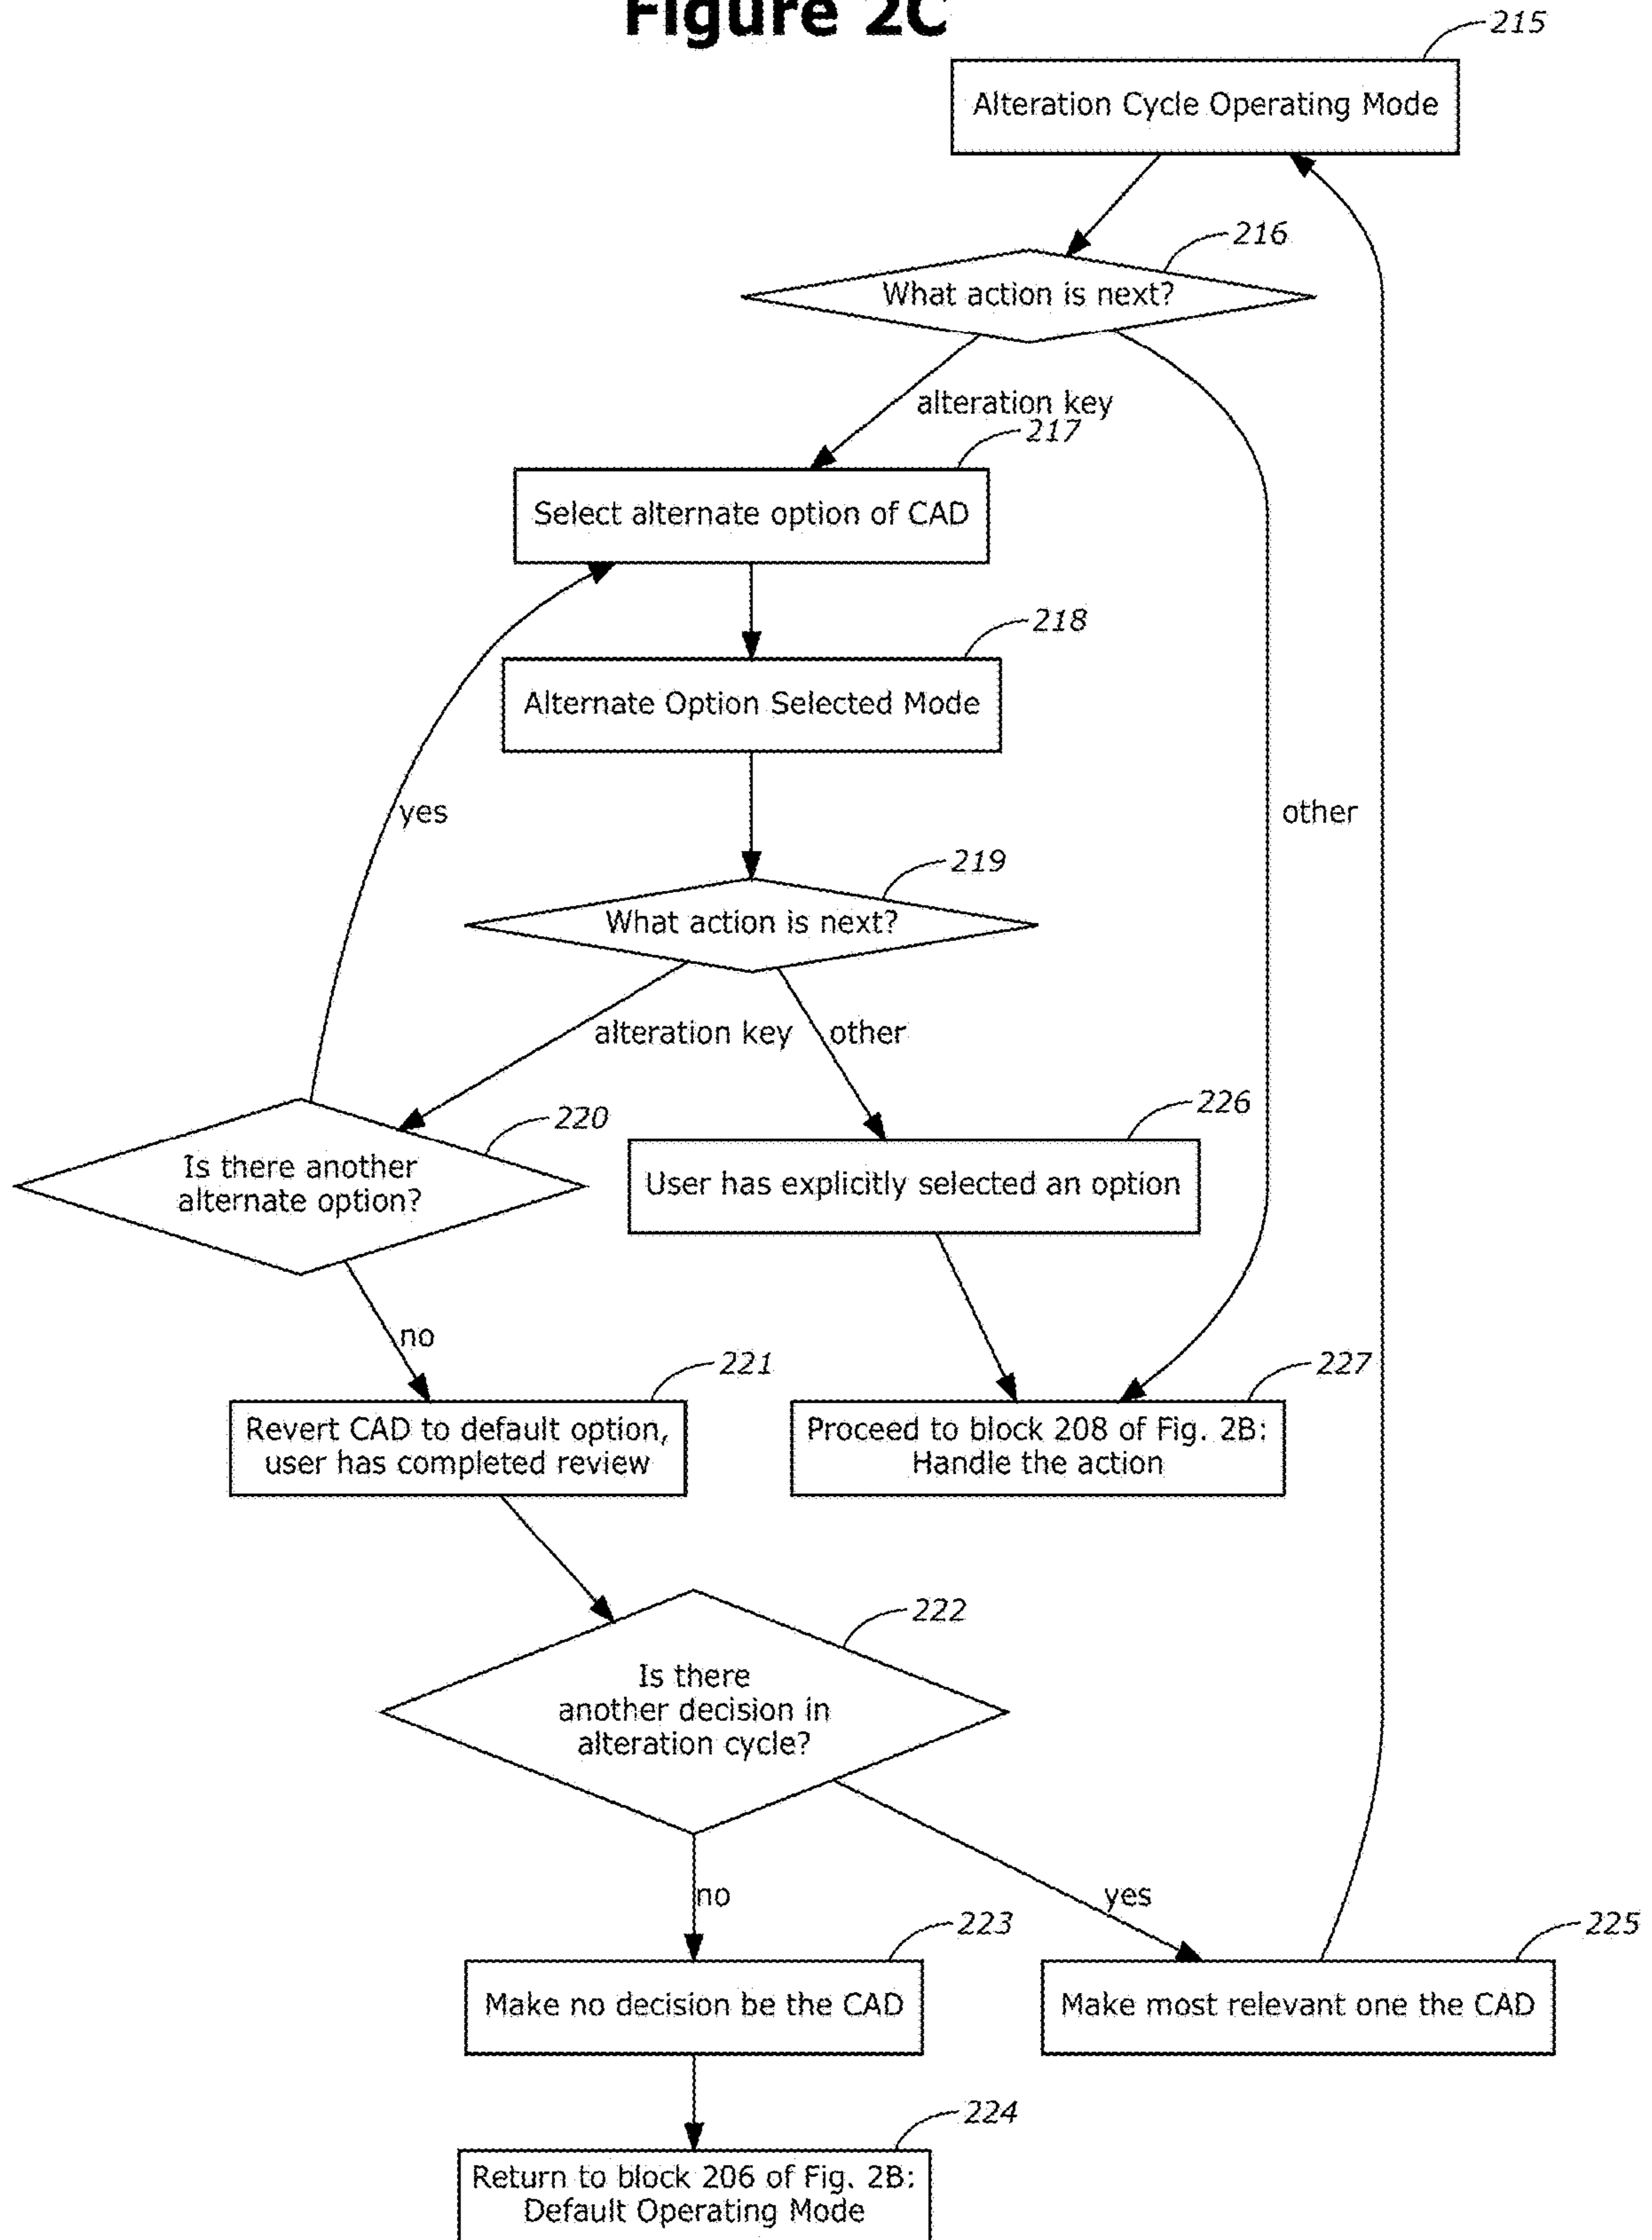 Figure 2C
215
Alteration Cycle Operating Mode
216
What action is next?
alteration key
217
Select alternate option of CAD
218
Alternate Option Selected Mode
yes
other
219
What action is next?
alteration key
other
220
Is there another
alternate option?
226
User has explicitly selected an option
no
221
Revert CAD to default option,
user has completed review
227
Proceed to block 208 of Fig. 2B:
Handle the action
222
Is there
another decision in
alteration cycle?
no
yes
223
Make no decision be the CAD
225
Make most relevant one the CAD
224
Return to block 206 of Fig. 2B:
Default Operating Mode